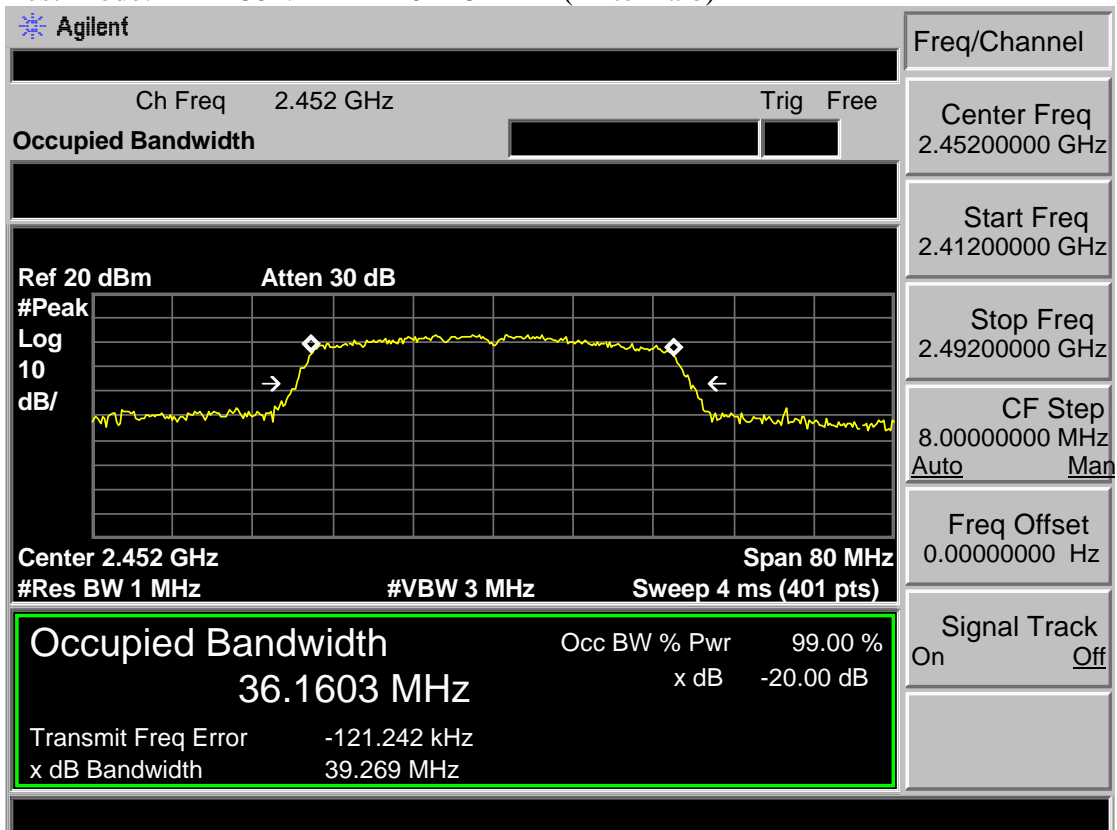 Agilent
Freq/Channel
Ch Freq 2.452 GHz Trig Free
Occupied Bandwidth
Center Freq
2.45200000 GHz
Start Freq
2.41200000 GHz
Stop Freq
2.49200000 GHz
CF Step
8.00000000 MHz
Auto Man
Freq Offset
0.00000000 Hz
Signal Track
On Off
Ref 20 dBm Atten 30 dB
#Peak
Log
10
dB/
Center 2.452 GHz Span 80 MHz
#Res BW 1 MHz #VBW 3 MHz Sweep 4 ms (401 pts)
Occupied Bandwidth Occ BW % Pwr 99.00 %
36.1603 MHz x dB -20.00 dB
Transmit Freq Error -121.242 kHz
x dB Bandwidth 39.269 MHz